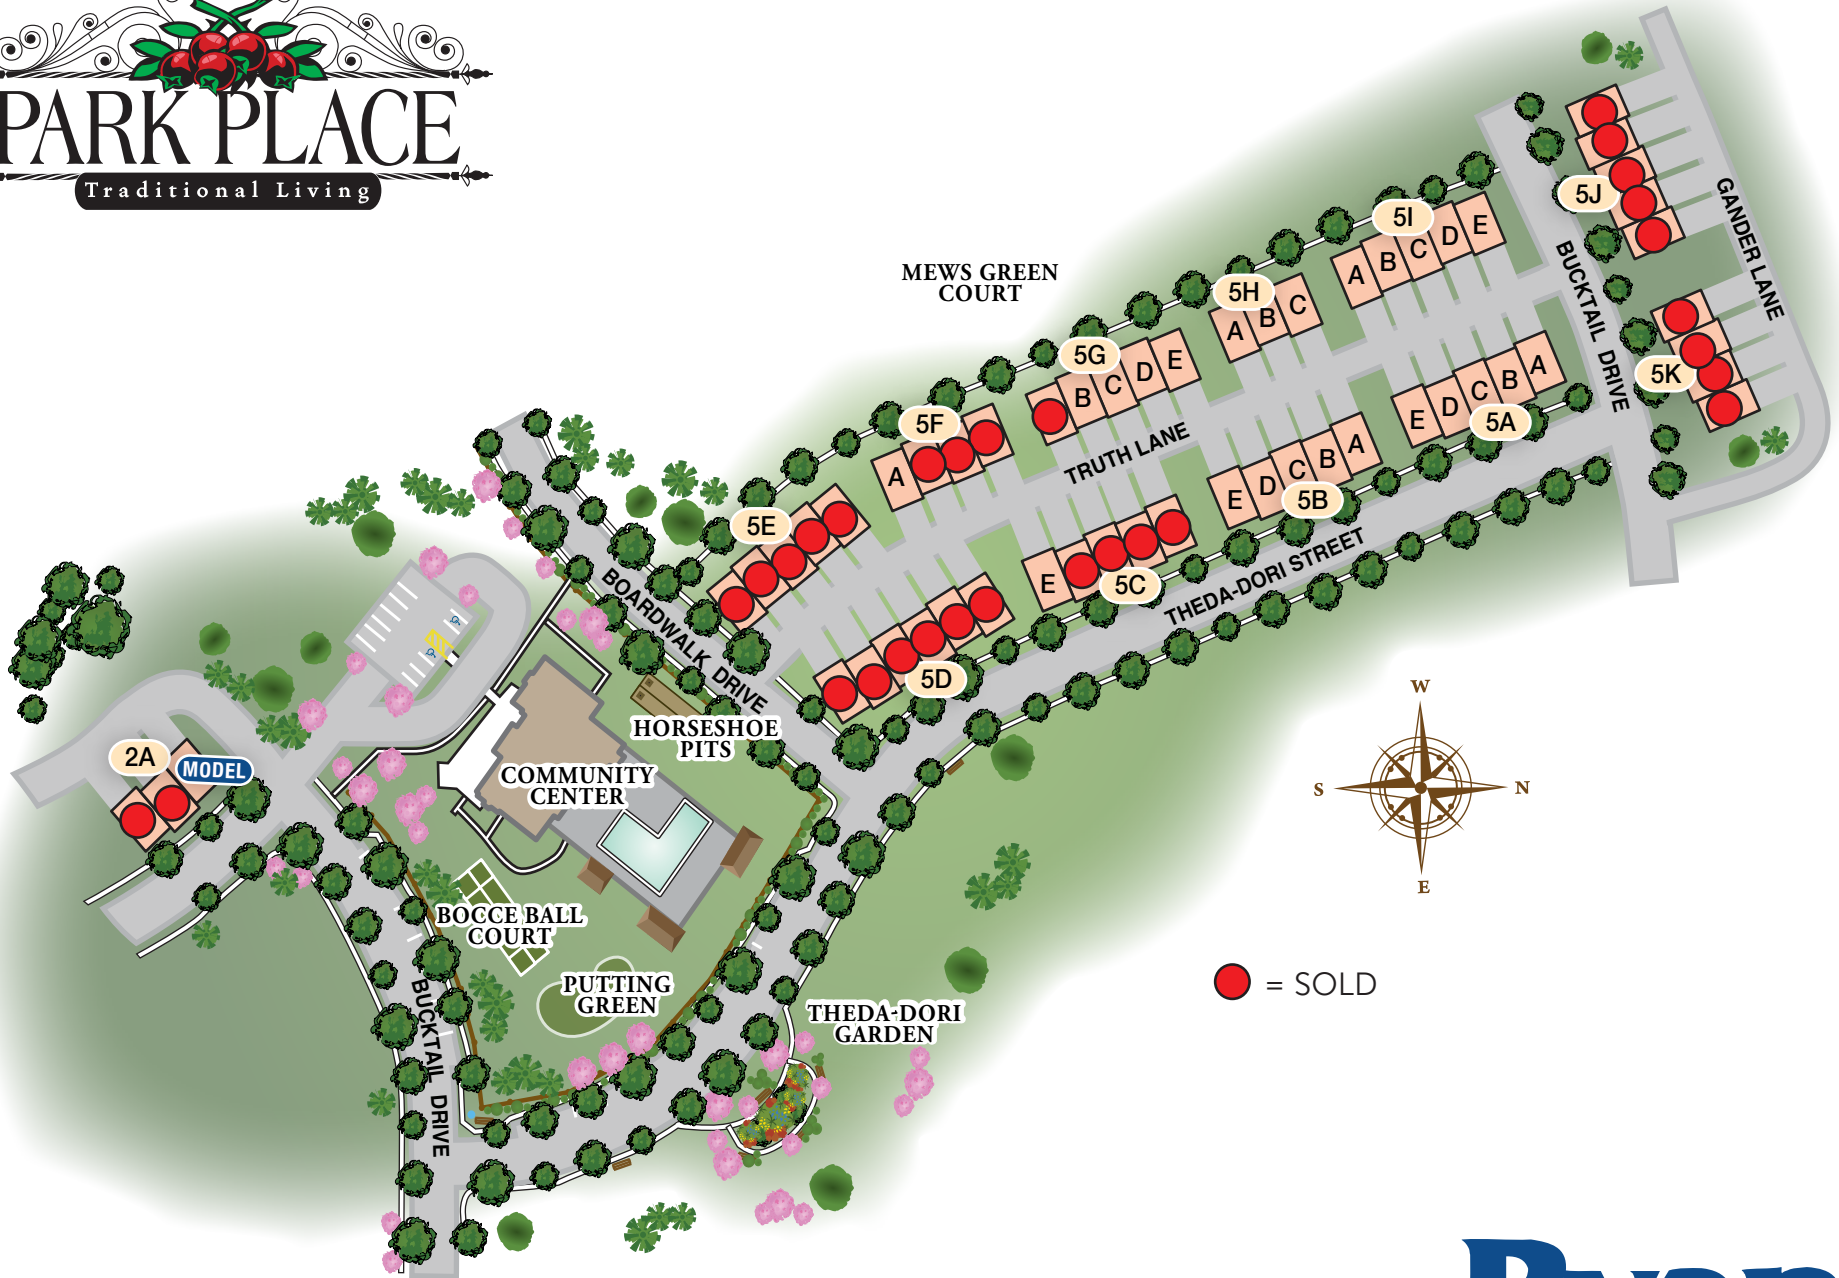 PARK PLACE
Traditional Living
MEWS GREEN
COURT
5J
GANDER LANE
BUCKTAIL DRIVE
5I
A B C D E
5H
A B C
5G
B C D E
5K
5F
A
TRUTH LANE
E D C B A
5A
E D C B A
5B
5E
E
5C
THEDA-DORI STREET
5D
BOARDWALK DRIVE
HORSESHOE
PITS
2A
MODEL
COMMUNITY
CENTER
BOCCE BALL
COURT
PUTTING
GREEN
THEDA-DORI
GARDEN
BUCKTAIL DRIVE
W
S
N
E
= SOLD